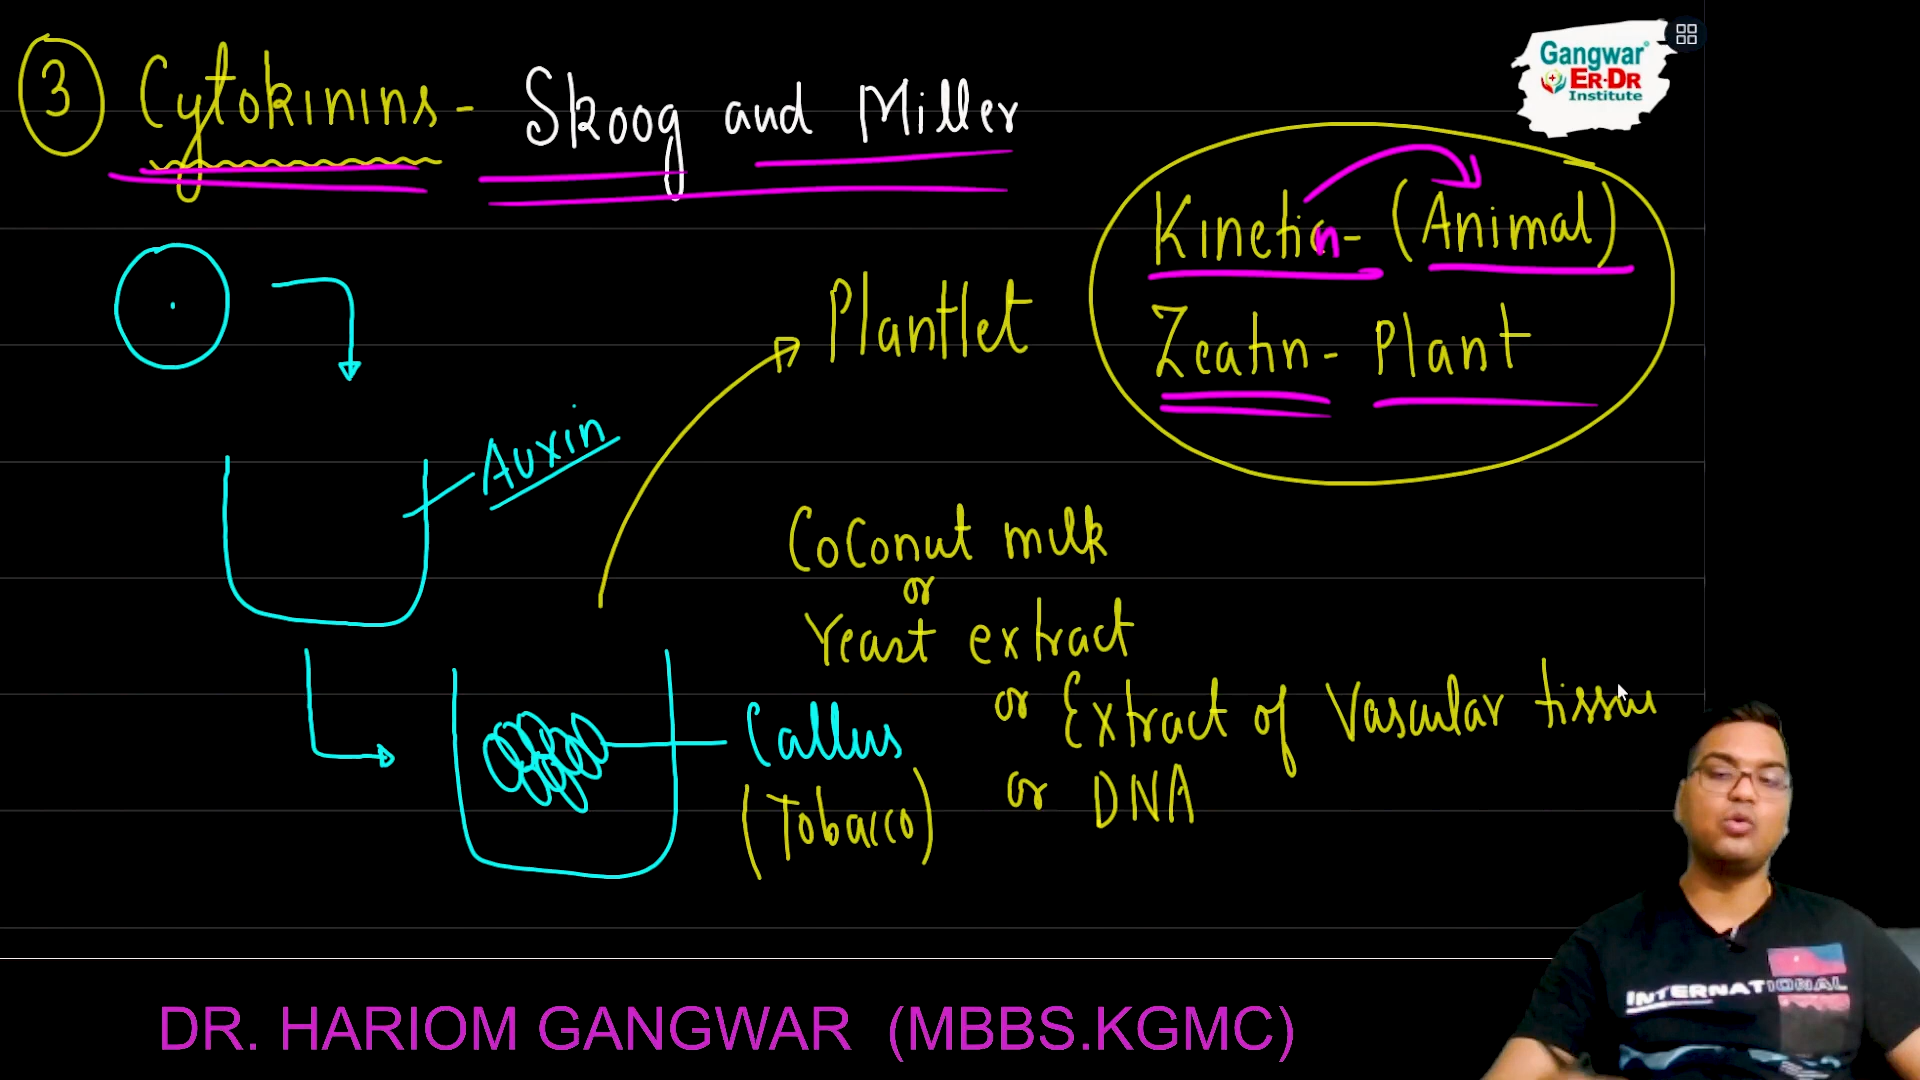 3 Cytokinins - Skoog and Miller
Gangwar
ER-DR
Institute
Kinetin - (Animal)
Zeatin - Plant
Plantlet
Auxin
Coconut milk
or
Yeast extract
or Extract of Vascular tissue
or DNA
Callus
(Tobacco)
INTERNATIONAL
DR. HARIOM GANGWAR (MBBS.KGMC)